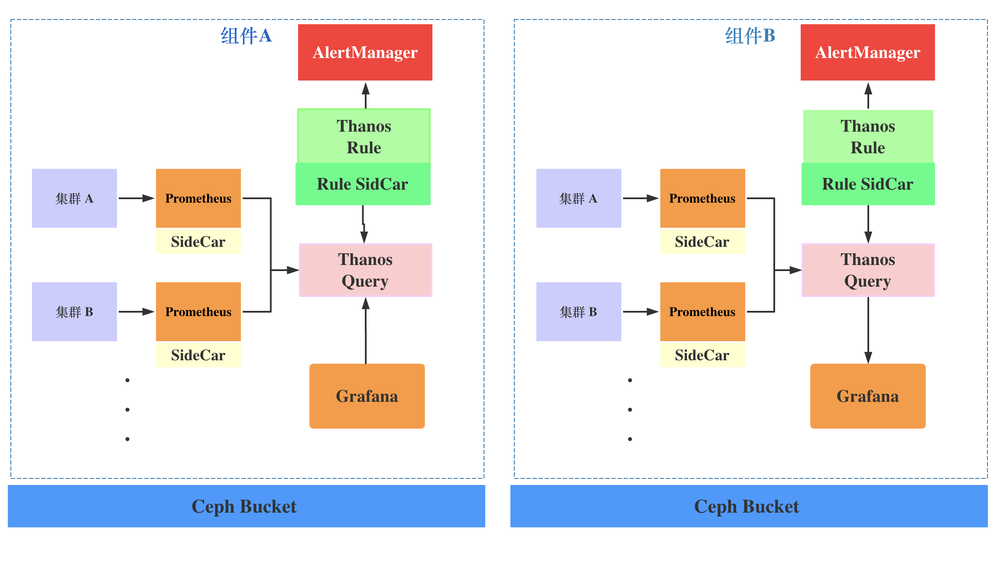 组件A
AlertManager
Thanos
Rule
Rule SidCar
集群 A
Prometheus
SideCar
Thanos
Query
集群 B
Prometheus
SideCar
Grafana
Ceph Bucket
组件B
AlertManager
Thanos
Rule
Rule SidCar
集群 A
Prometheus
SideCar
Thanos
Query
集群 B
Prometheus
SideCar
Grafana
Ceph Bucket